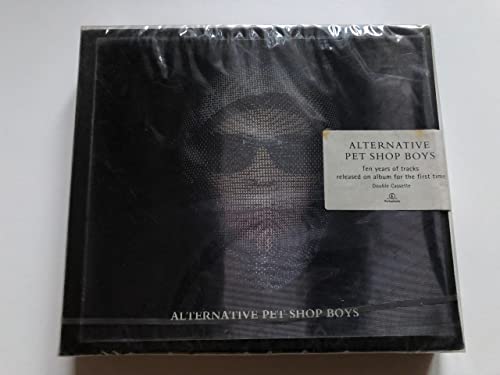 ALTERNATIVE
PET SHOP BOYS
Ten years of tracks
released on album for the first time
Double Cassette
Parlophone
ALTERNATIVE PET SHOP BOYS